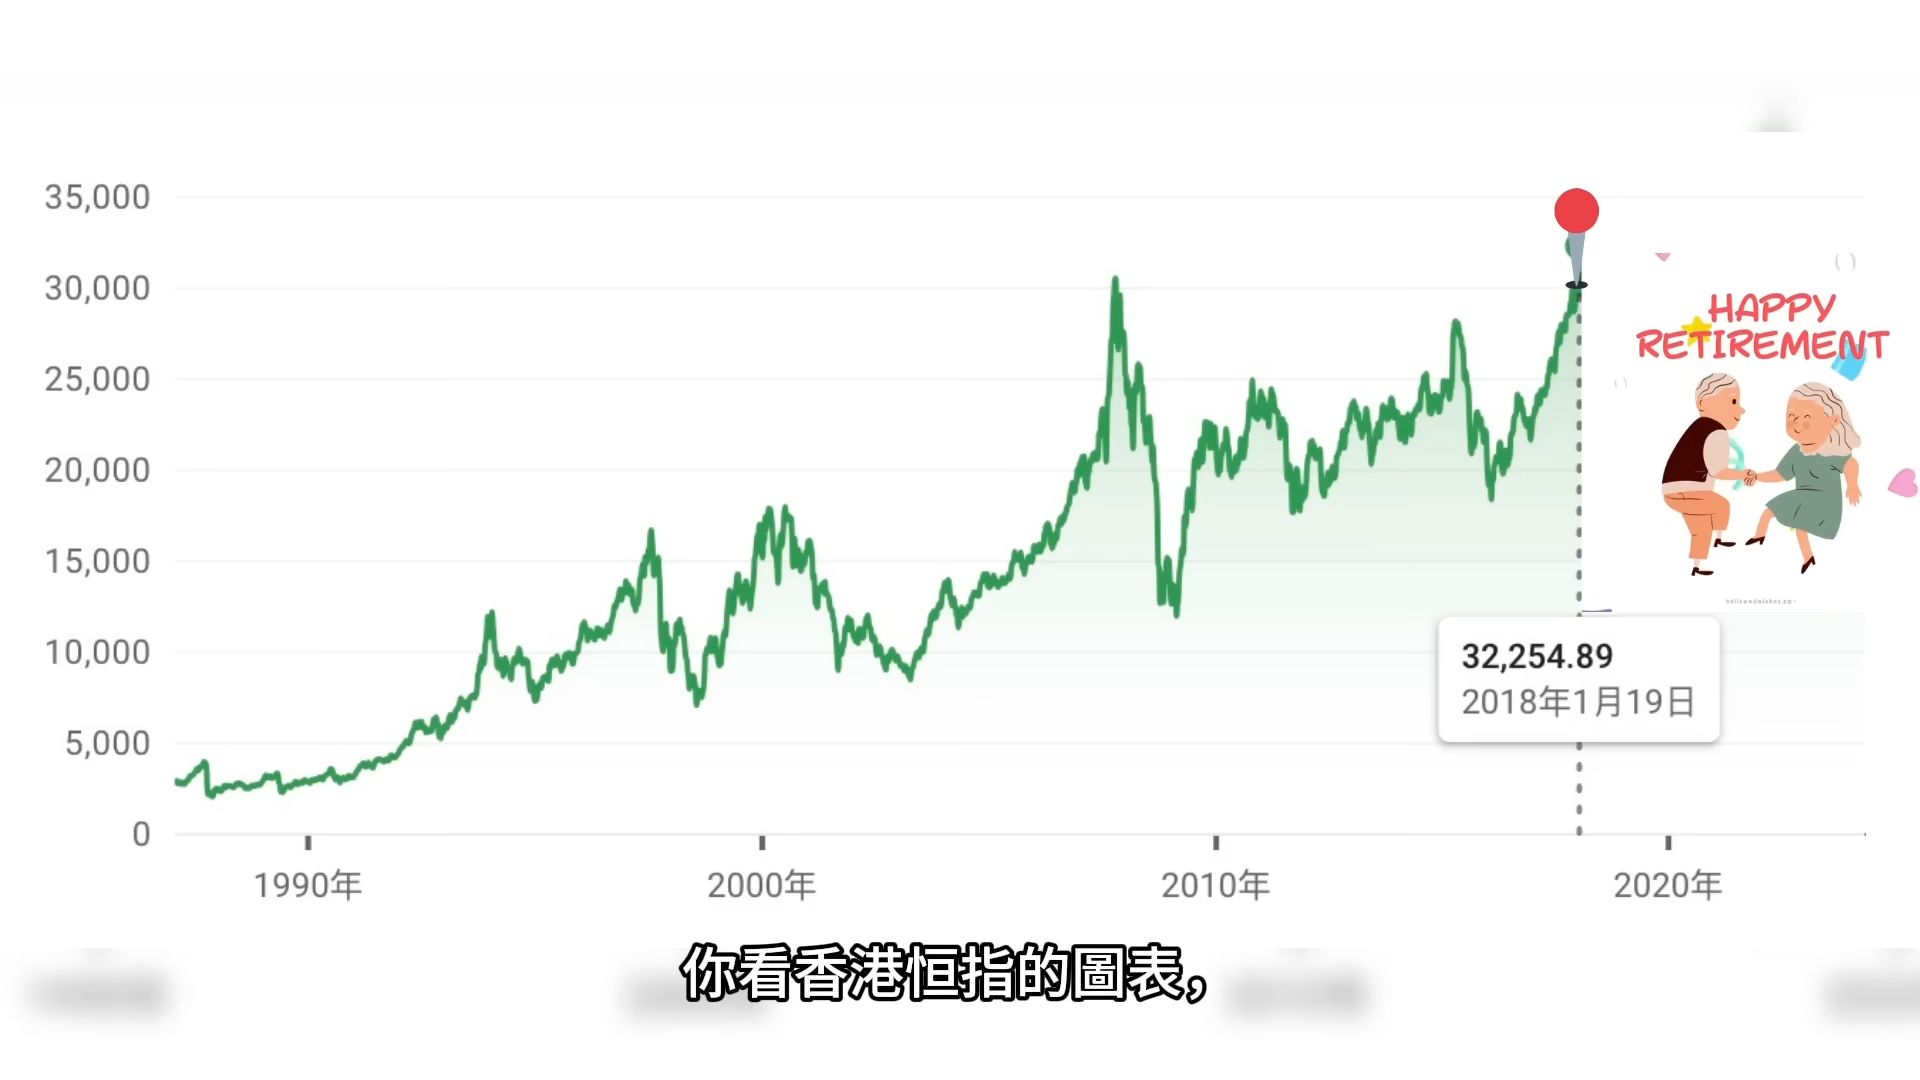 35,000
30,000
25,000
20,000
15,000
10,000
5,000
0
1990年
2000年
2010年
2020年
HAPPY
RETIREMENT
32,254.89
2018年1月19日
你看香港恒指的圖表，